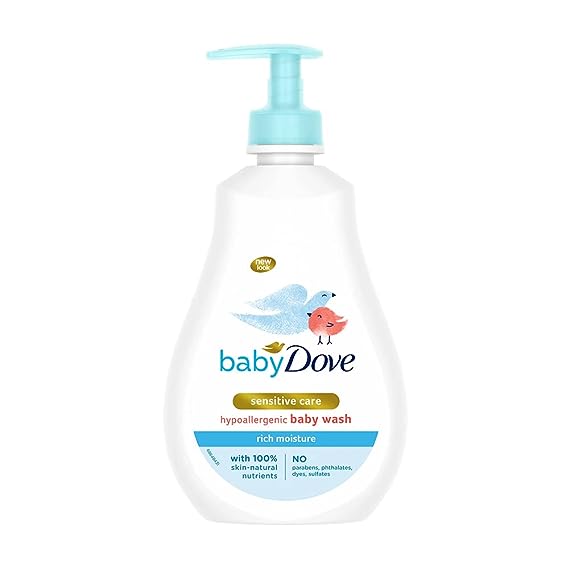 new
look
baby Dove
sensitive care
hypoallergenic baby wash
rich moisture
with 100%
skin-natural
nutrients
NO
parabens, phthalates,
dyes, sulfates